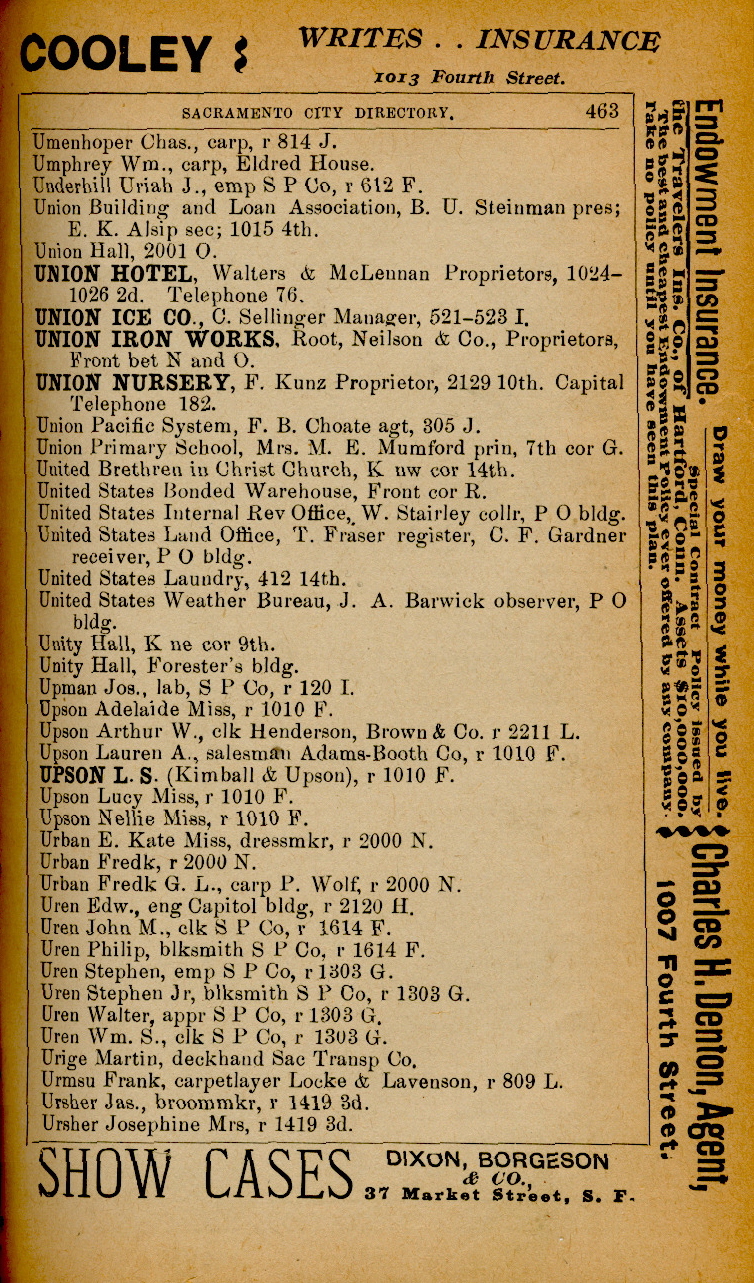 COOLEY
WRITES . . INSURANCE
1013 Fourth Street.
SACRAMENTO CITY DIRECTORY. 463
Umenhoper Chas., carp, r 814 J.
Umphrey Wm., carp, Eldred House.
Underhill Uriah J., emp S P Co, r 612 F.
Union Building and Loan Association, B. U. Steinman pres;
E. K. Alsip sec; 1015 4th.
Union Hall, 2001 O.
UNION HOTEL, Walters & McLennan Proprietors, 1024-
1026 2d. Telephone 76.
UNION ICE CO., C. Sellinger Manager, 521-523 I.
UNION IRON WORKS, Root, Neilson & Co., Proprietors,
Front bet N and O.
UNION NURSERY, F. Kunz Proprietor, 2129 10th. Capital
Telephone 182.
Union Pacific System, F. B. Choate agt, 305 J.
Union Primary School, Mrs. M. E. Mumford prin, 7th cor G.
United Brethren in Christ Church, K nw cor 14th.
United States Bonded Warehouse, Front cor R.
United States Internal Rev Office, W. Stairley collr, P O bldg.
United States Land Office, T. Fraser register, C. F. Gardner
receiver, P O bldg.
United States Laundry, 412 14th.
United States Weather Bureau, J. A. Barwick observer, P O
bldg.
Unity Hall, K ne cor 9th.
Unity Hall, Forester's bldg.
Upman Jos., lab, S P Co, r 120 I.
Upson Adelaide Miss, r 1010 F.
Upson Arthur W., clk Henderson, Brown & Co. r 2211 L.
Upson Lauren A., salesman Adams-Booth Co, r 1010 F.
UPSON L. S. (Kimball & Upson), r 1010 F.
Upson Lucy Miss, r 1010 F.
Upson Nellie Miss, r 1010 F.
Urban E. Kate Miss, dressmkr, r 2000 N.
Urban Fredk, r 2000 N.
Urban Fredk G. L., carp P. Wolf, r 2000 N.
Uren Edw., eng Capitol bldg, r 2120 H.
Uren John M., clk S P Co, r 1614 F.
Uren Philip, blksmith S P Co, r 1614 F.
Uren Stephen, emp S P Co, r 1303 G.
Uren Stephen Jr, blksmith S P Co, r 1303 G.
Uren Walter, appr S P Co, r 1303 G.
Uren Wm. S., clk S P Co, r 1303 G.
Urige Martin, deckhand Sac Transp Co.
Urmsu Frank, carpetlayer Locke & Lavenson, r 809 L.
Ursher Jas., broommkr, r 1419 3d.
Ursher Josephine Mrs, r 1419 3d.
SHOW CASES
DIXON, BORGESON
& CO.,
37 Market Street, S. F.
Endowment Insurance. Draw your money while you live.
Special Contract Policy issued by
the Travelers Ins. Co., of Hartford, Conn. Assets $10,000,000.
The best and cheapest Endowment Policy ever offered by any company.
Take no policy until you have seen this plan.
Charles H. Denton, Agent,
1007 Fourth Street.